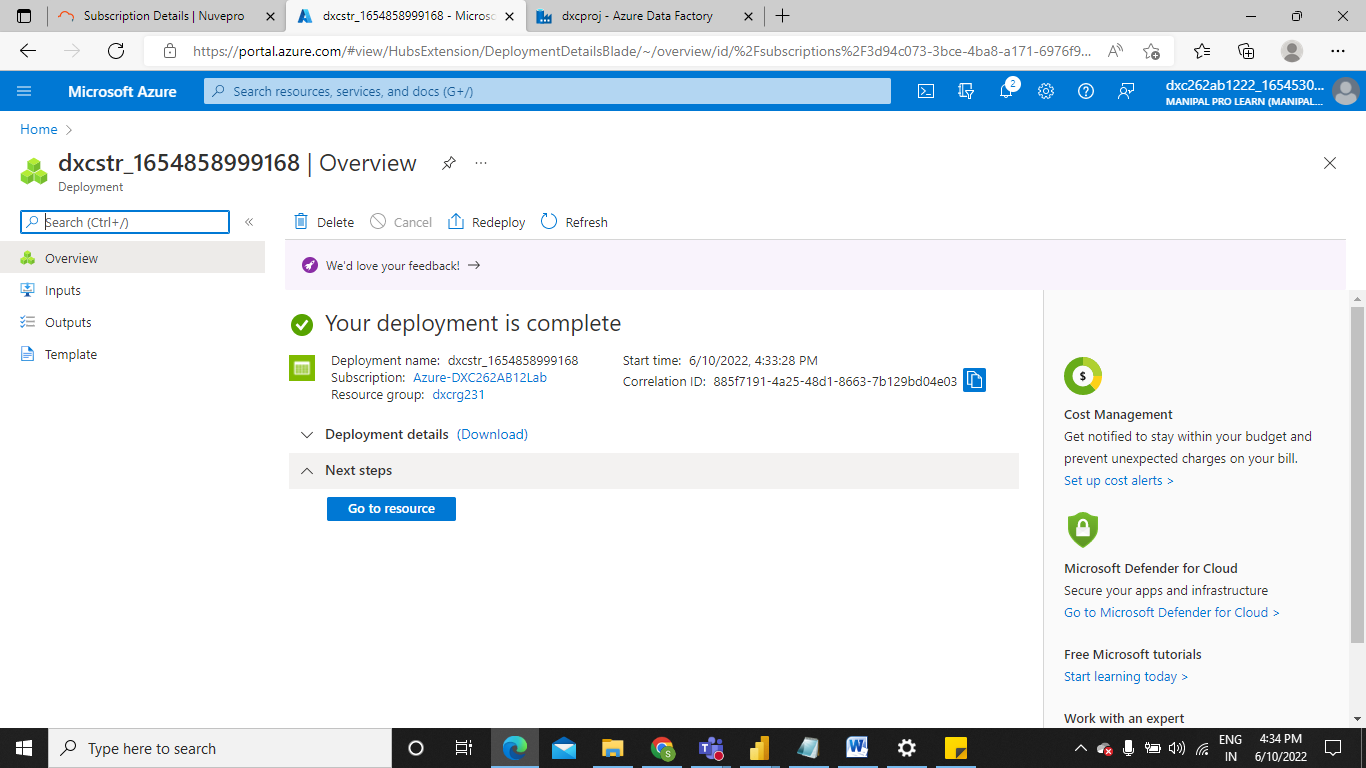 Subscription Details | Nuvepro
dxcstr_1654858999168 - Microso
dxcproj - Azure Data Factory
https://portal.azure.com/#view/HubsExtension/DeploymentDetailsBlade/~/overview/id/%2Fsubscriptions%2F3d94c073-3bce-4ba8-a171-6976f9...
Microsoft Azure
Search resources, services, and docs (G+/)
2
dxc262ab1222_1654530...
MANIPAL PRO LEARN (MANIPAL...
Home
dxcstr_1654858999168 | Overview
Deployment
Search (Ctrl+/)
Delete
Cancel
Redeploy
Refresh
Overview
Inputs
Outputs
Template
We'd love your feedback!
Your deployment is complete
Deployment name: dxcstr_1654858999168
Subscription: Azure-DXC262AB12Lab
Resource group: dxcrg231
Start time: 6/10/2022, 4:33:28 PM
Correlation ID: 885f7191-4a25-48d1-8663-7b129bd04e03
Deployment details (Download)
Next steps
Go to resource
$
Cost Management
Get notified to stay within your budget and
prevent unexpected charges on your bill.
Set up cost alerts >
Microsoft Defender for Cloud
Secure your apps and infrastructure
Go to Microsoft Defender for Cloud >
Free Microsoft tutorials
Start learning today >
Work with an expert
Type here to search
ENG
IN
4:34 PM
6/10/2022